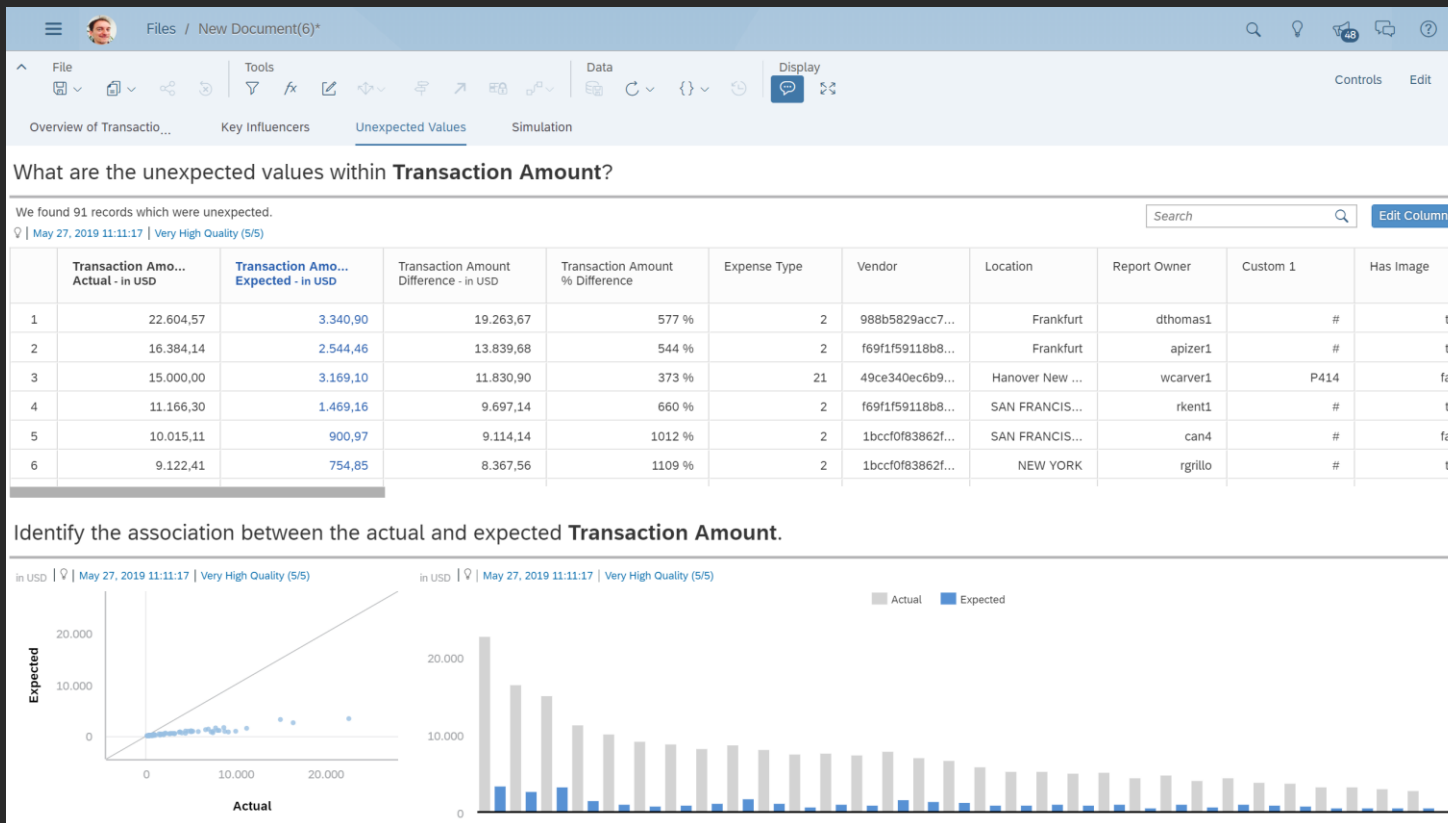 Files / New Document(6)*
48
File Tools Data Display
Controls Edit
Overview of Transactio... Key Influencers Unexpected Values Simulation
What are the unexpected values within Transaction Amount?
We found 91 records which were unexpected.
Search Edit Column
May 27, 2019 11:11:17 | Very High Quality (5/5)
Transaction Amo... Transaction Amo... Transaction Amount Transaction Amount Expense Type Vendor Location Report Owner Custom 1 Has Image
Actual - in USD Expected - in USD Difference - in USD % Difference
1 22.604,57 3.340,90 19.263,67 577 % 2 988b5829acc7... Frankfurt dthomas1 # t
2 16.384,14 2.544,46 13.839,68 544 % 2 f69f1f59118b8... Frankfurt apizer1 # t
3 15.000,00 3.169,10 11.830,90 373 % 21 49ce340ec6b9... Hanover New ... wcarver1 P414 fa
4 11.166,30 1.469,16 9.697,14 660 % 2 f69f1f59118b8... SAN FRANCIS... rkent1 # t
5 10.015,11 900,97 9.114,14 1012 % 2 1bccf0f83862f... SAN FRANCIS... can4 # fa
6 9.122,41 754,85 8.367,56 1109 % 2 1bccf0f83862f... NEW YORK rgrillo # t
Identify the association between the actual and expected Transaction Amount.
in USD | May 27, 2019 11:11:17 | Very High Quality (5/5)
20.000
10.000
0
Expected
0 10.000 20.000
Actual
in USD | May 27, 2019 11:11:17 | Very High Quality (5/5)
Actual Expected
20.000
10.000
0